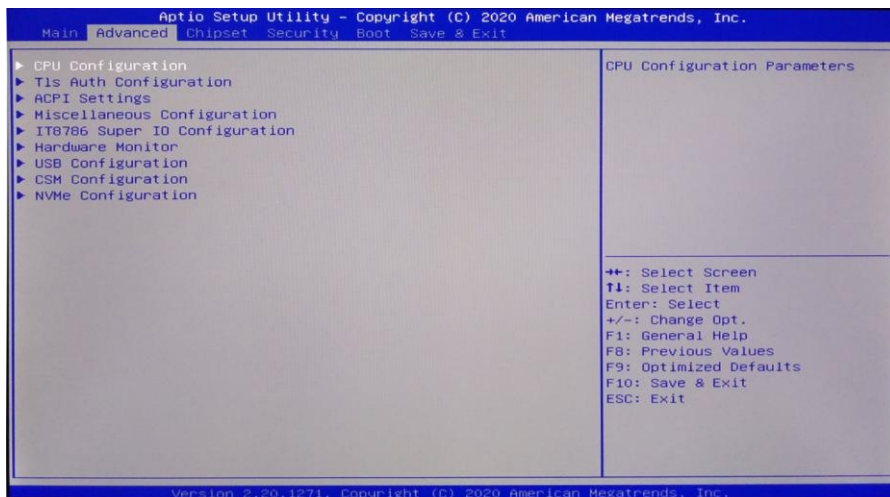 Aptio Setup Utility – Copyright (C) 2020 American Megatrends, Inc.
Main Advanced Chipset Security Boot Save & Exit
▶ CPU Configuration
▶ Tls Auth Configuration
▶ ACPI Settings
▶ Miscellaneous Configuration
▶ IT8786 Super IO Configuration
▶ Hardware Monitor
▶ USB Configuration
▶ CSM Configuration
▶ NVMe Configuration
CPU Configuration Parameters
→←: Select Screen
↑↓: Select Item
Enter: Select
+/-: Change Opt.
F1: General Help
F8: Previous Values
F9: Optimized Defaults
F10: Save & Exit
ESC: Exit
Version 2.20.1271. Copyright (C) 2020 American Megatrends, Inc.